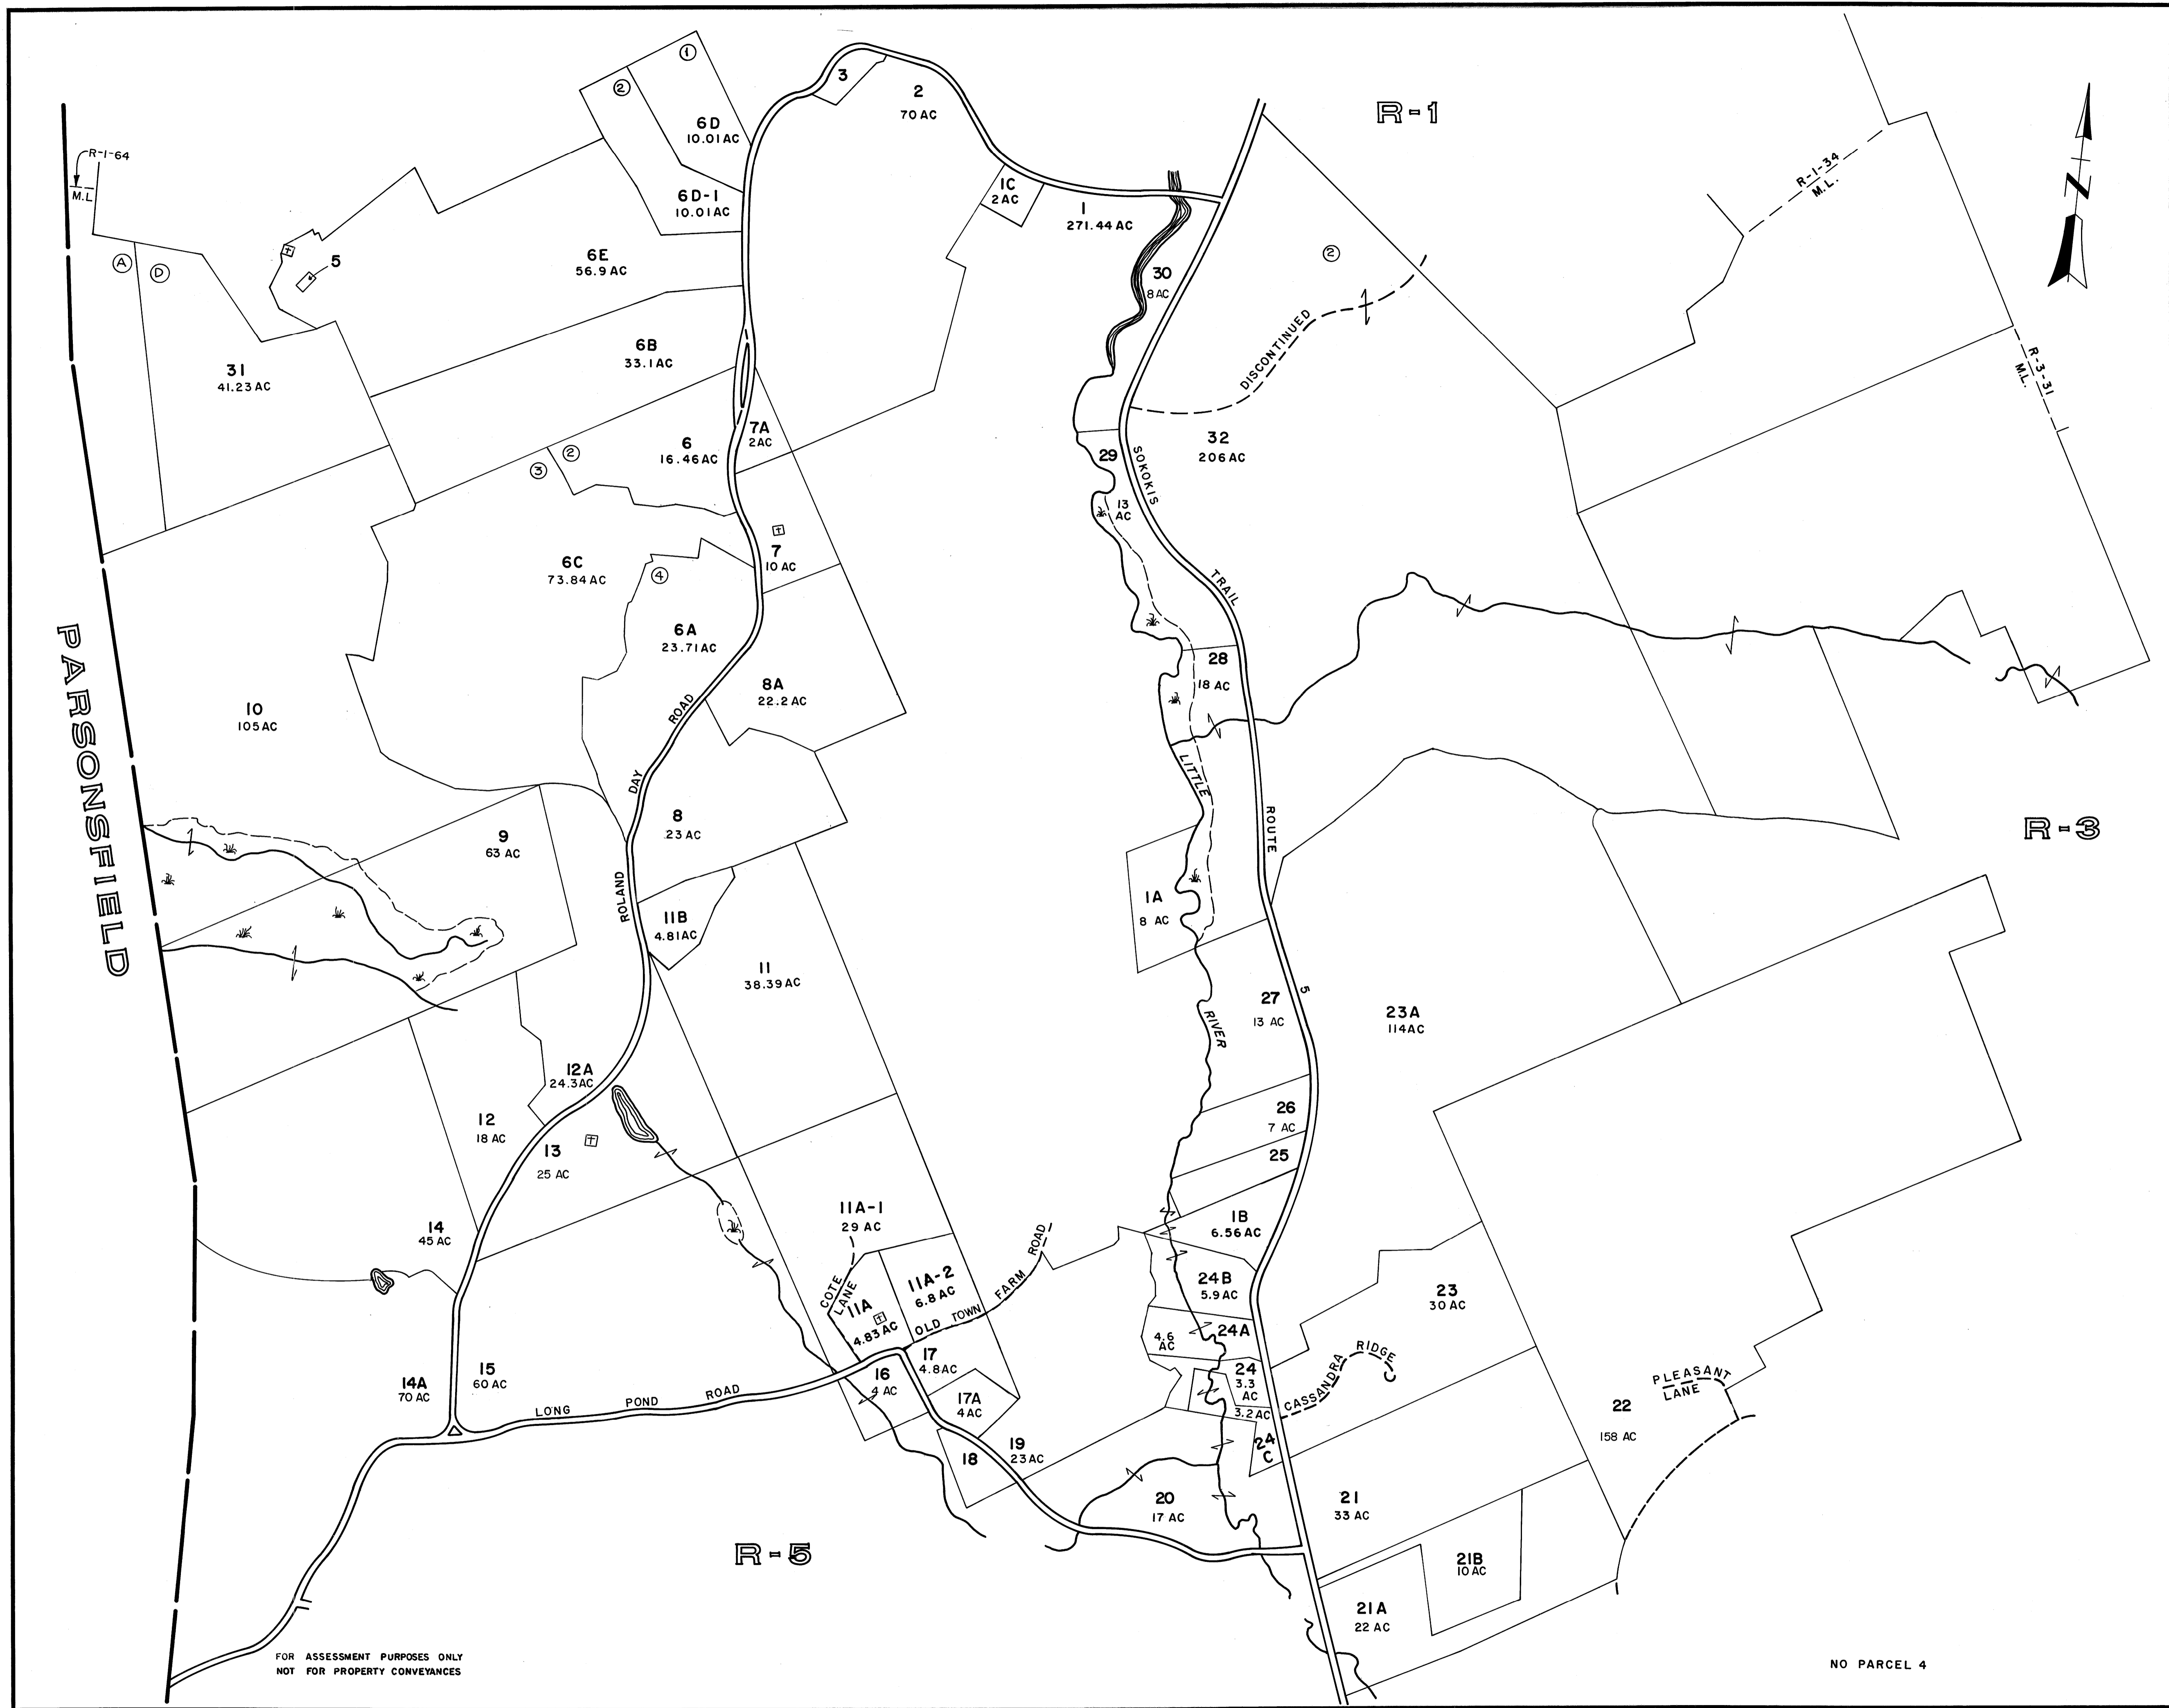 R-1
R-1-64
M.L
A
D
5
31
41.23 AC
1
2
6D
10.01 AC
6D-1
10.01 AC
6E
56.9 AC
6B
33.1 AC
6
16.46 AC
2
3
3
2
70 AC
1C
2 AC
1
271.44 AC
30
8 AC
2
DISCONTINUED
R-1-34
M.L.
R-3-31
M.L.
N
7A
2 AC
7
10 AC
29
13
AC
32
206 AC
SOKOKIS
TRAIL
ROUTE
5
6C
73.84 AC
4
6A
23.71 AC
8A
22.2 AC
28
18 AC
PARSONSFIELD
10
105 AC
ROLAND
DAY
ROAD
8
23 AC
9
63 AC
LITTLE
RIVER
R-3
1A
8 AC
11B
4.81 AC
11
38.39 AC
27
13 AC
23A
114 AC
12A
24.3 AC
12
18 AC
13
25 AC
26
7 AC
25
14
45 AC
11A-1
29 AC
1B
6.56 AC
COTE
LANE
11A
4.83 AC
11A-2
6.8 AC
OLD TOWN FARM ROAD
24B
5.9 AC
24A
4.6
AC
23
30 AC
14A
70 AC
15
60 AC
LONG POND ROAD
16
4 AC
17
4.8 AC
17A
4 AC
24
3.3
AC
3.2 AC
24
C
CASSANDRA RIDGE
PLEASANT
LANE
22
158 AC
18
19
23 AC
20
17 AC
21
33 AC
R-5
21B
10 AC
21A
22 AC
FOR ASSESSMENT PURPOSES ONLY
NOT FOR PROPERTY CONVEYANCES
NO PARCEL 4